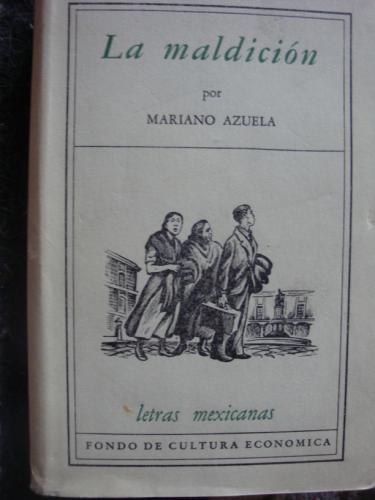 La maldición
por
MARIANO AZUELA
letras mexicanas
FONDO DE CULTURA ECONOMICA